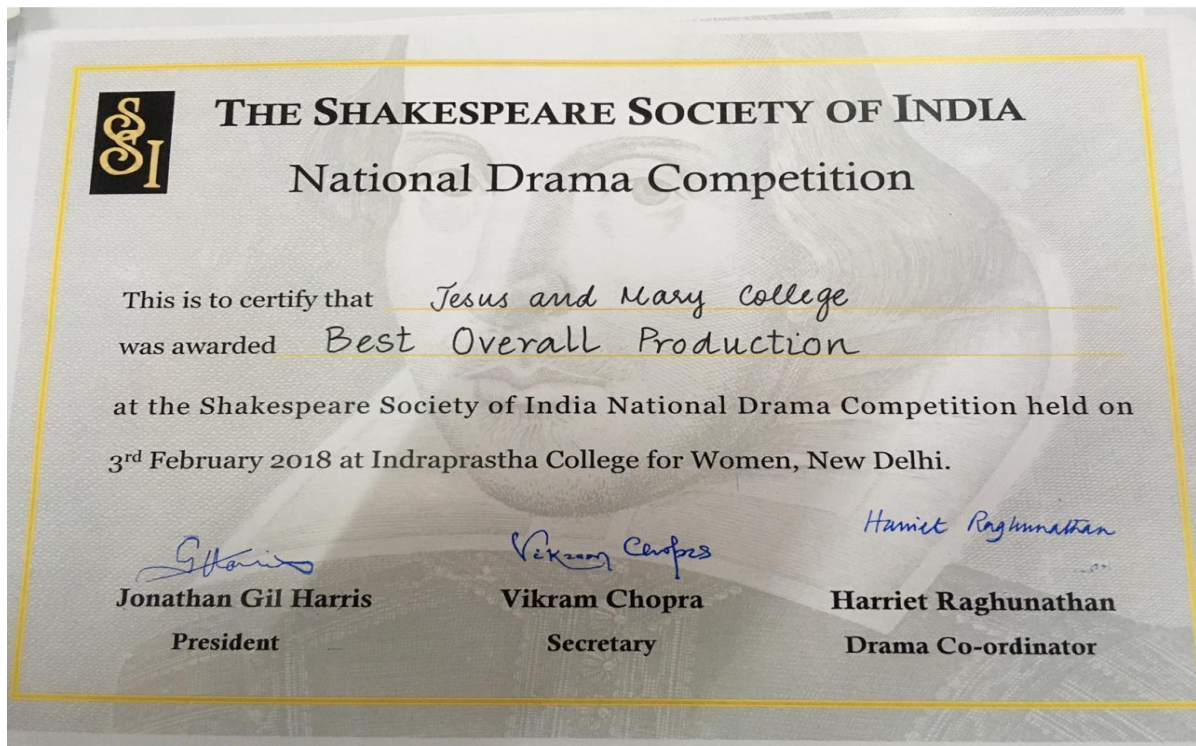 SSI
THE SHAKESPEARE SOCIETY OF INDIA
National Drama Competition
This is to certify that Jesus and Mary College
was awarded Best Overall Production
at the Shakespeare Society of India National Drama Competition held on
3rd February 2018 at Indraprastha College for Women, New Delhi.
GHarris Vikram Chopra Harriet Raghunathan
Jonathan Gil Harris Vikram Chopra Harriet Raghunathan
President Secretary Drama Co-ordinator